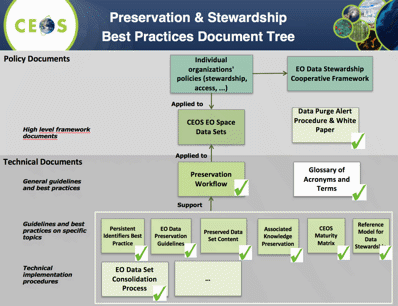 CEOS
Preservation & Stewardship
Best Practices Document Tree
Policy Documents
Individual
organizations'
policies (stewardship,
access, ...)
EO Data Stewardship
Cooperative Framework
Applied to
High level framework
documents
CEOS EO Space
Data Sets
Data Purge Alert
Procedure & White
Paper
Applied to
Technical Documents
General guidelines
and best practices
Preservation
Workflow
Glossary of
Acronyms and
Terms
Support
Guidelines and best
practices on specific
topics
Persistent
Identifiers Best
Practice
EO Data
Preservation
Guidelines
Preserved Data
Set Content
Associated
Knowledge
Preservation
CEOS
Maturity
Matrix
Reference
Model for
Data
Stewardship
Technical
implementation
procedures
EO Data Set
Consolidation
Process
...